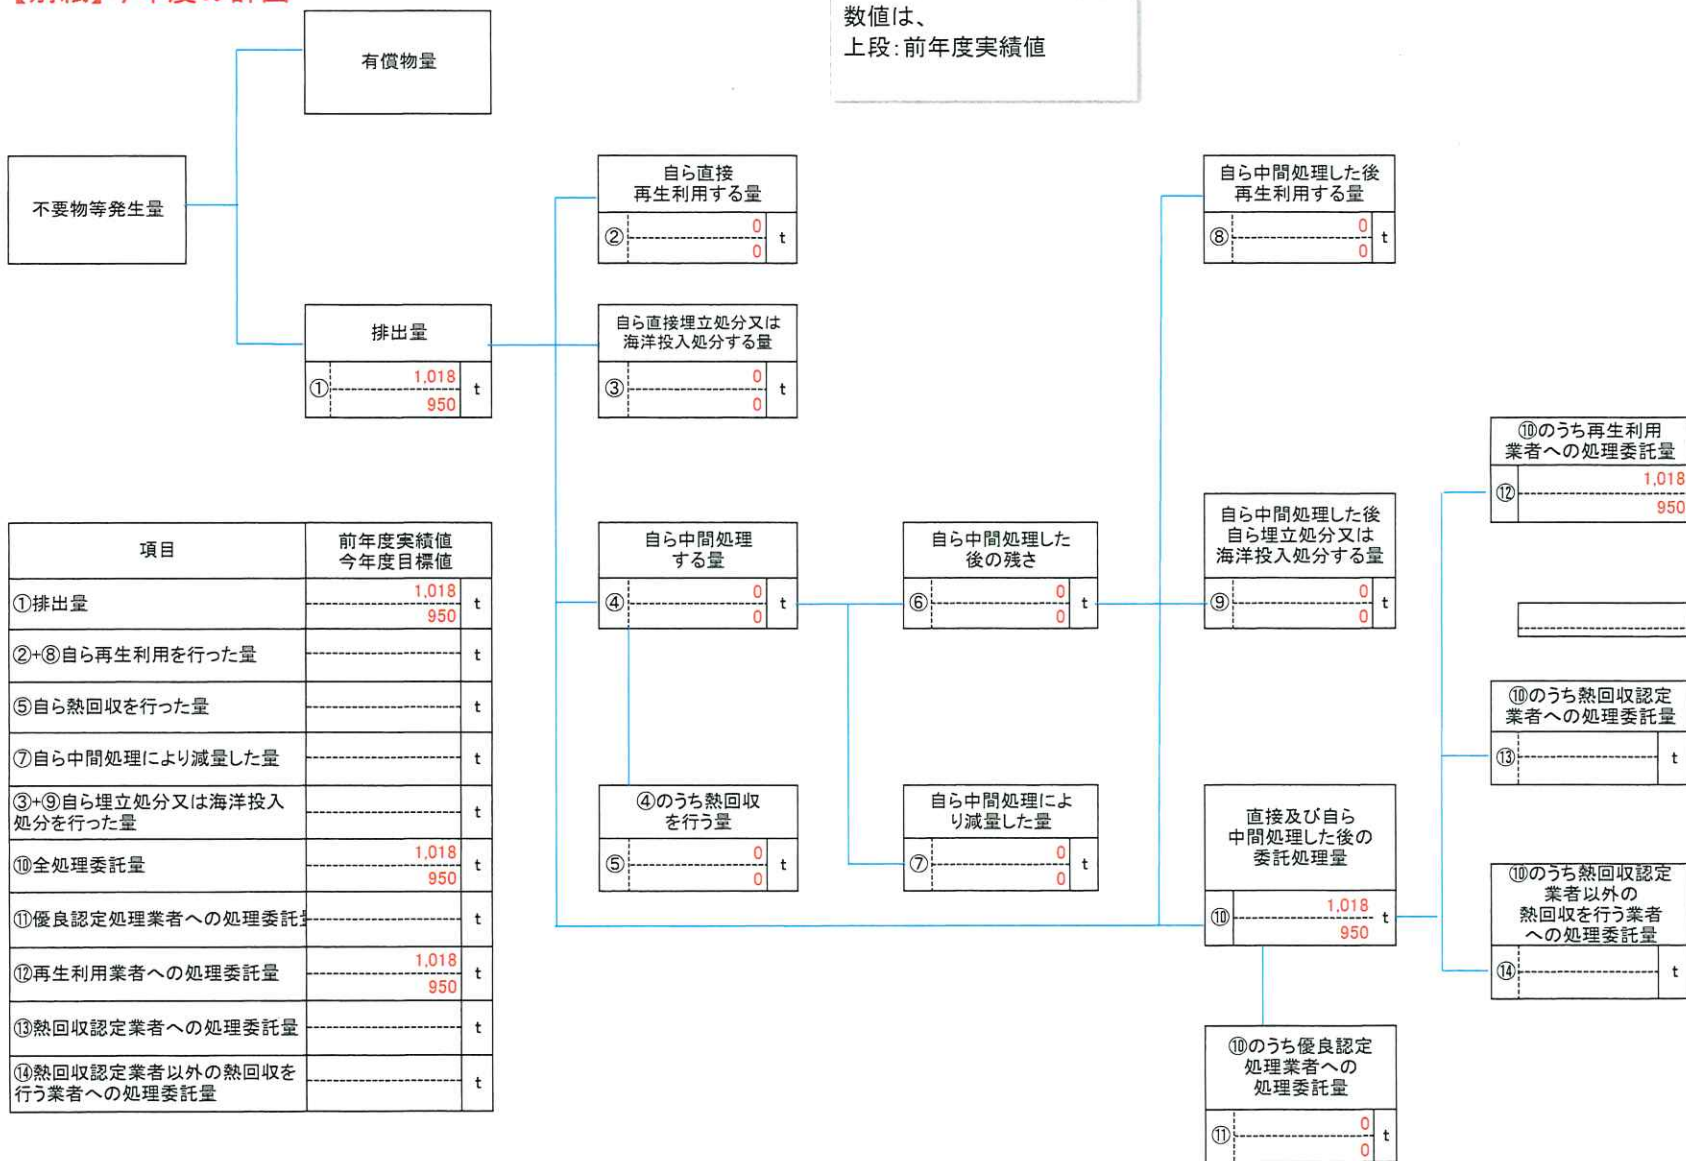 数値は、
上段:前年度実績値
有償物量
不要物等発生量
自ら直接
再生利用する量
② 0 t
0
自ら中間処理した後
再生利用する量
⑧ 0 t
0
排出量
① 1,018 t
950
自ら直接埋立処分又は
海洋投入処分する量
③ 0 t
0
⑩のうち再生利用
業者への処理委託量
⑫ 1,018
950
自ら中間処理
する量
④ 0 t
0
自ら中間処理した
後の残さ
⑥ 0 t
0
自ら中間処理した後
自ら埋立処分又は
海洋投入処分する量
⑨ 0 t
0
項目
前年度実績値
今年度目標値
①排出量 1,018 t
950
②+⑧自ら再生利用を行った量 t
⑤自ら熱回収を行った量 t
⑦自ら中間処理により減量した量 t
③+⑨自ら埋立処分又は海洋投入
処分を行った量 t
⑩全処理委託量 1,018 t
950
⑪優良認定処理業者への処理委託 t
⑫再生利用業者への処理委託量 1,018 t
950
⑬熱回収認定業者への処理委託量 t
⑭熱回収認定業者以外の熱回収を
行う業者への処理委託量 t
⑩のうち熱回収認定
業者への処理委託量
⑬ t
④のうち熱回収
を行う量
⑤ 0 t
0
自ら中間処理によ
り減量した量
⑦ 0 t
0
直接及び自ら
中間処理した後の
委託処理量
⑩ 1,018 t
950
⑩のうち熱回収認定
業者以外の
熱回収を行う業者
への処理委託量
⑭ t
⑩のうち優良認定
処理業者への
処理委託量
⑪ 0 t
0